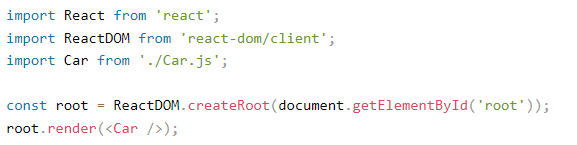 import React from 'react';
import ReactDOM from 'react-dom/client';
import Car from './Car.js';
const root = ReactDOM.createRoot(document.getElementById('root'));
root.render(<Car />);